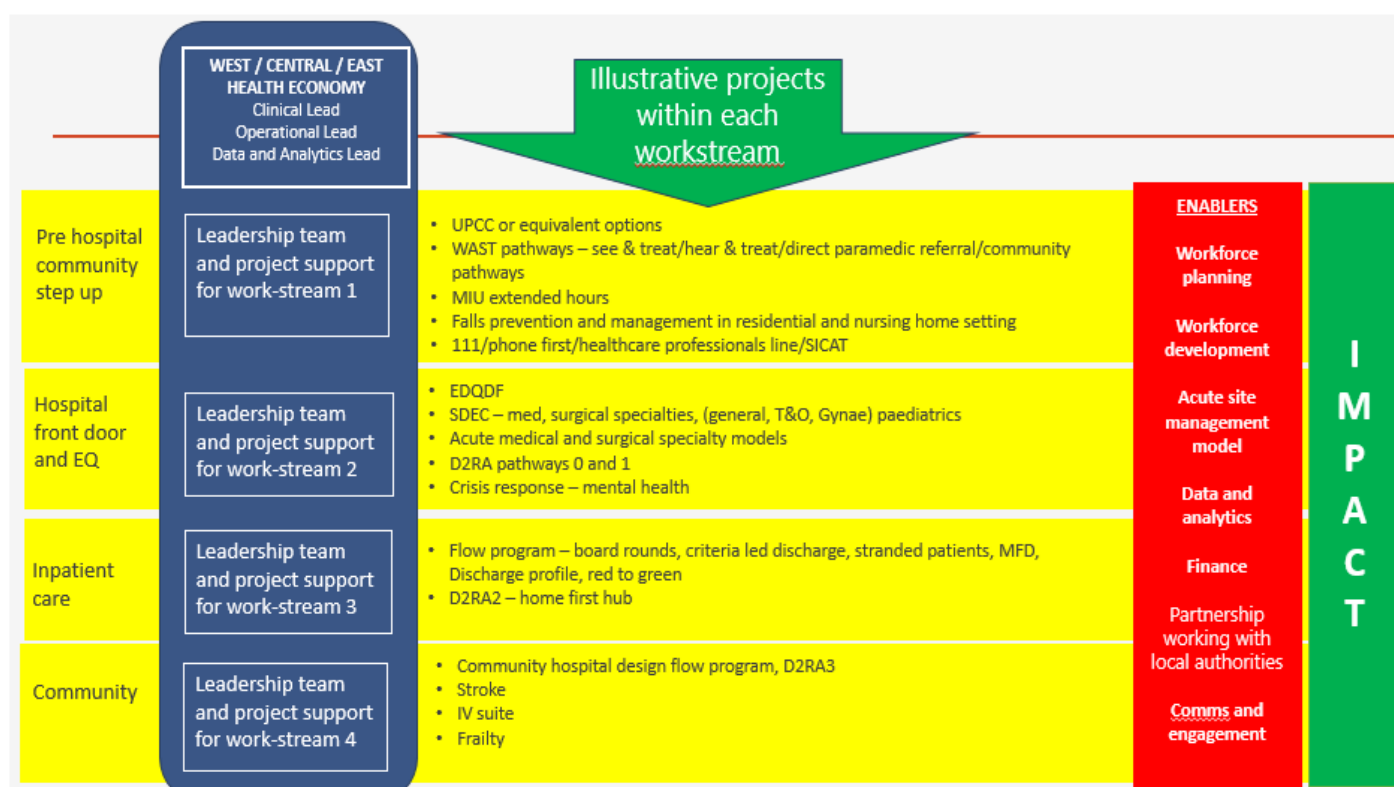 WEST / CENTRAL / EAST
HEALTH ECONOMY
Clinical Lead
Operational Lead
Data and Analytics Lead
Illustrative projects
within each
workstream
Pre hospital
community
step up
Leadership team
and project support
for work-stream 1
• UPCC or equivalent options
• WAST pathways – see & treat/hear & treat/direct paramedic referral/community
pathways
• MIU extended hours
• Falls prevention and management in residential and nursing home setting
• 111/phone first/healthcare professionals line/SICAT
Hospital
front door
and EQ
Leadership team
and project support
for work-stream 2
• EDQDF
• SDEC – med, surgical specialties, (general, T&O, Gynae) paediatrics
• Acute medical and surgical specialty models
• D2RA pathways 0 and 1
• Crisis response – mental health
Inpatient
care
Leadership team
and project support
for work-stream 3
• Flow program – board rounds, criteria led discharge, stranded patients, MFD,
Discharge profile, red to green
• D2RA2 – home first hub
Community
Leadership team
and project support
for work-stream 4
• Community hospital design flow program, D2RA3
• Stroke
• IV suite
• Frailty
ENABLERS
Workforce
planning
Workforce
development
Acute site
management
model
Data and
analytics
Finance
Partnership
working with
local authorities
Comms and
engagement
I
M
P
A
C
T